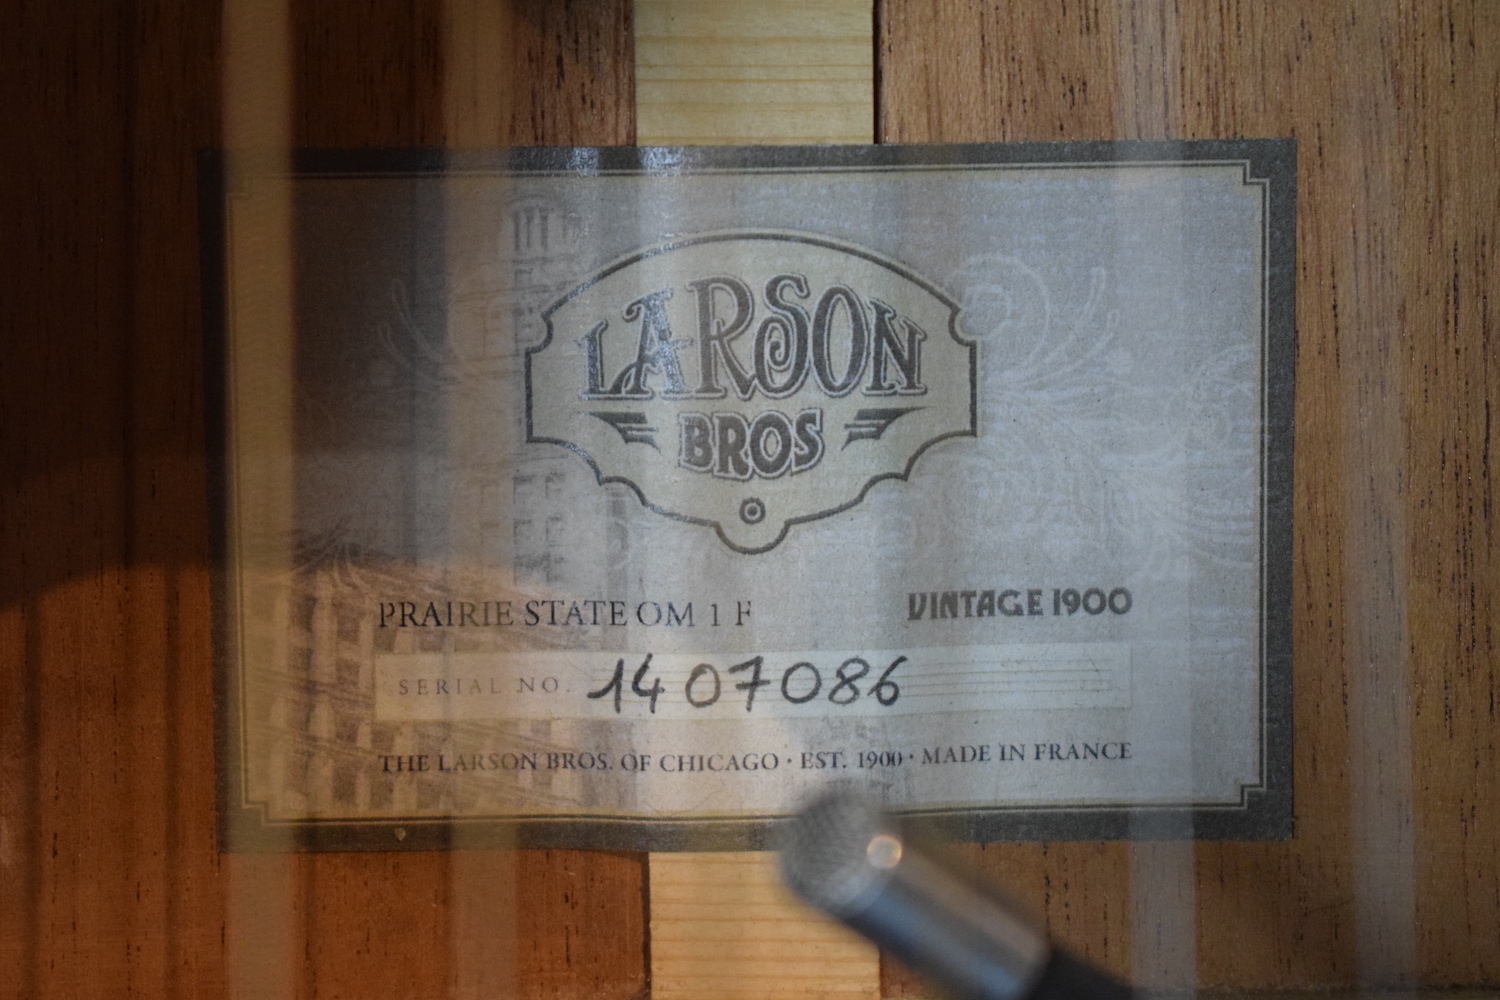 LARSON
BROS
PRAIRIE STATE OM 1 F
VINTAGE 1900
SERIAL NO. 1407086
THE LARSON BROS. OF CHICAGO · EST. 1900 · MADE IN FRANCE